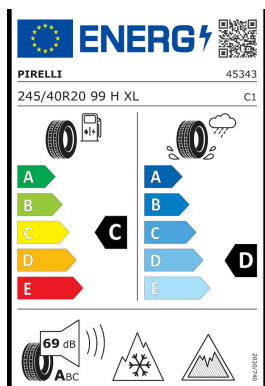 ENERG
PIRELLI 45343
245/40R20 99 H XL C1
A A
B B
C C C
D D D
E E
69 dB
ABC
2020/740